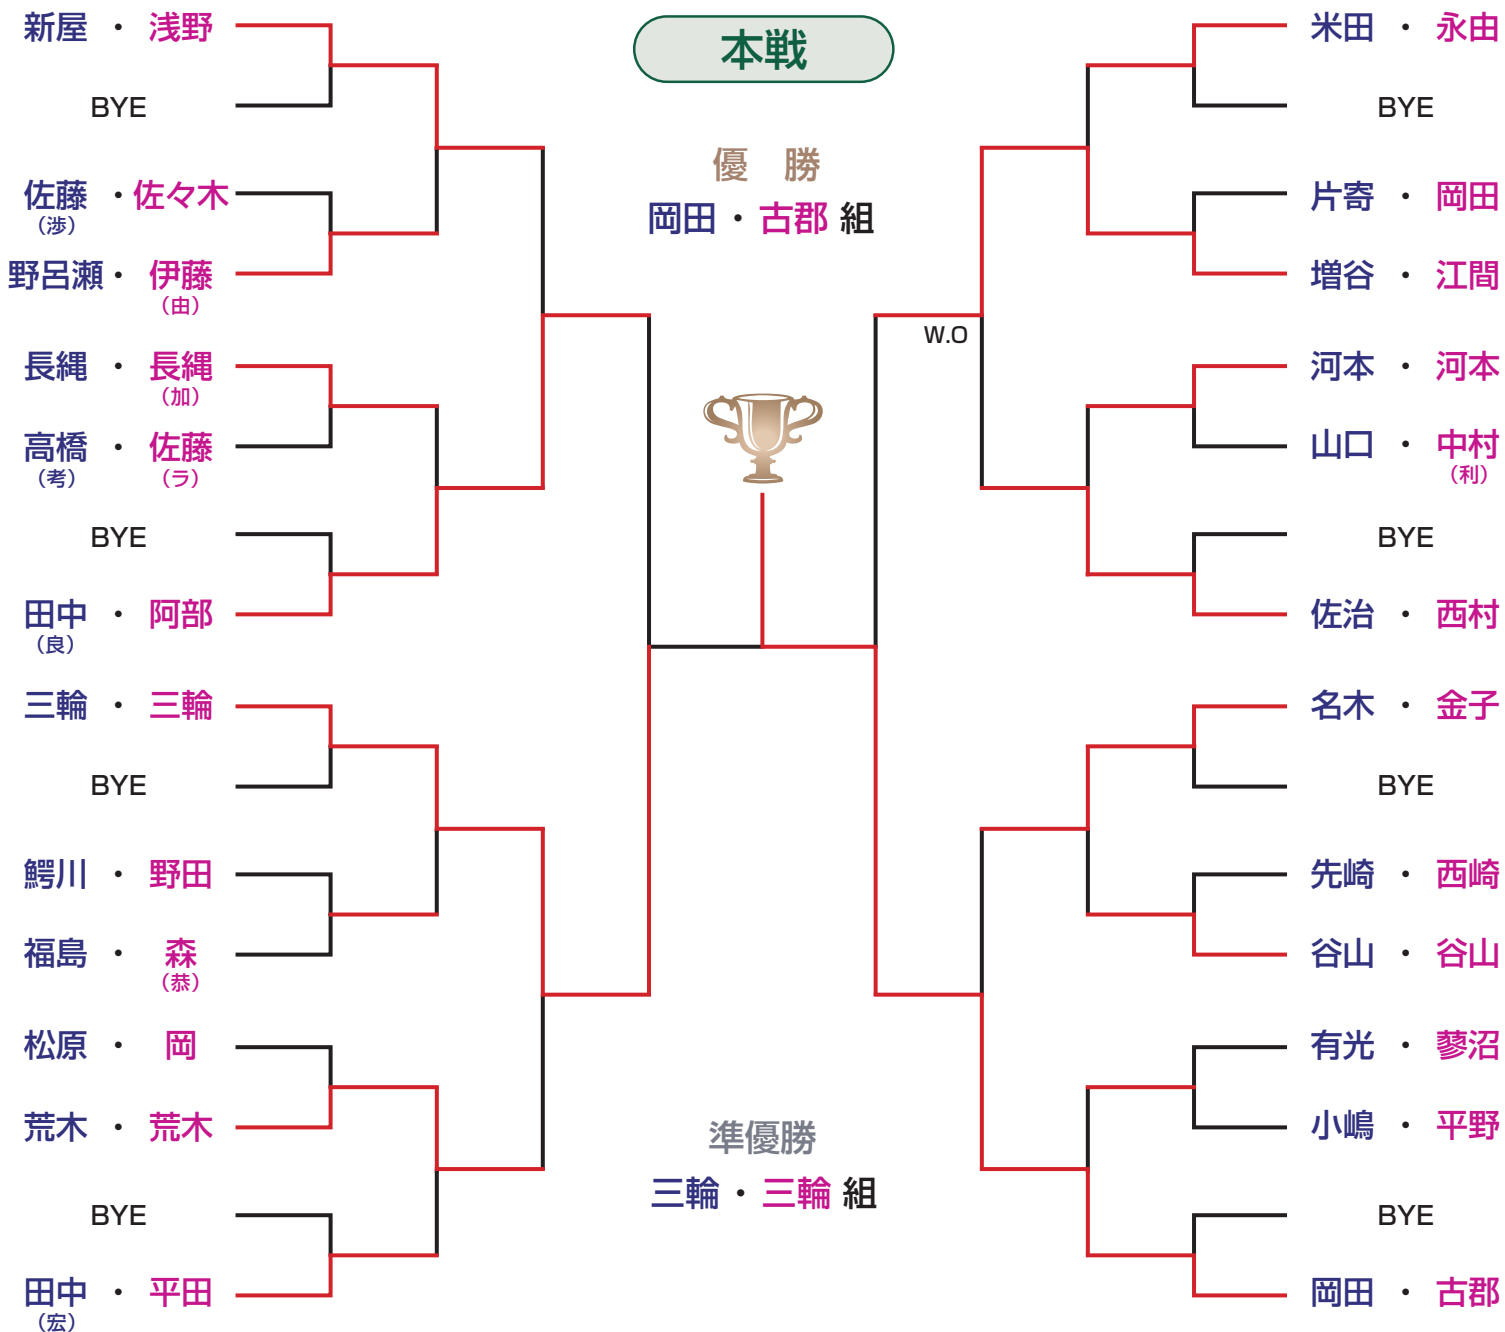 本戦
優 勝
岡田・古郡 組
新屋 ・ 浅野
BYE
佐藤 ・ 佐々木
（渉）
野呂瀬・ 伊藤
（由）
長縄 ・ 長縄
（加）
高橋 ・ 佐藤
（考） （ラ）
BYE
田中 ・ 阿部
（良）
三輪 ・ 三輪
BYE
鰐川 ・ 野田
福島 ・ 森
（恭）
松原 ・ 岡
荒木 ・ 荒木
BYE
田中 ・ 平田
（宏）
W.O
米田 ・ 永由
BYE
片寄 ・ 岡田
増谷 ・ 江間
河本 ・ 河本
山口 ・ 中村
（利）
BYE
佐治 ・ 西村
名木 ・ 金子
BYE
先崎 ・ 西崎
谷山 ・ 谷山
有光 ・ 蓼沼
小嶋 ・ 平野
BYE
岡田 ・ 古郡
準優勝
三輪 ・ 三輪 組